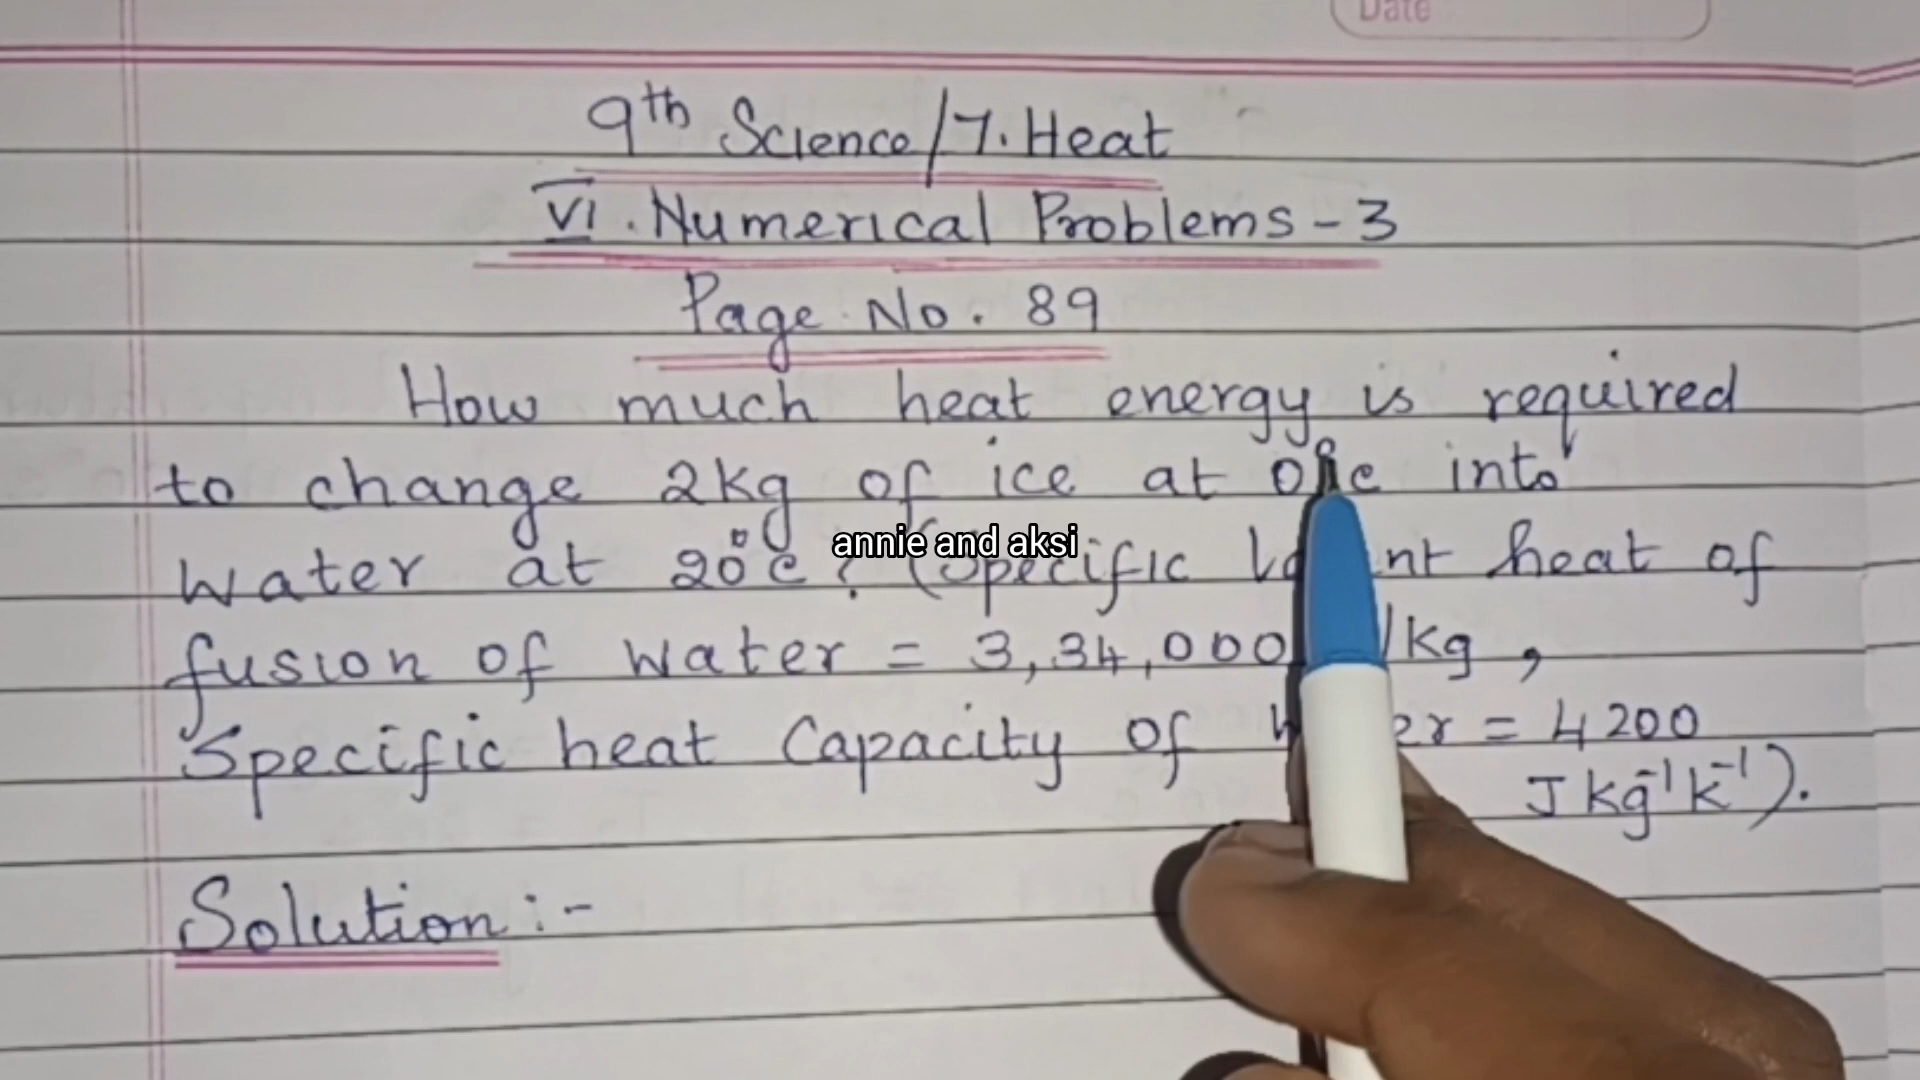 Date
9th Science/7. Heat
VI. Numerical Problems - 3
Page No. 89
How much heat energy is required
to change 2kg of ice at 0°c into
water at 20°c? (Specific heat of
fusion of water = 3,34,000 /kg,
Specific heat capacity of = 4200
J kg⁻¹ k⁻¹).
Solution :-
annie and aksi